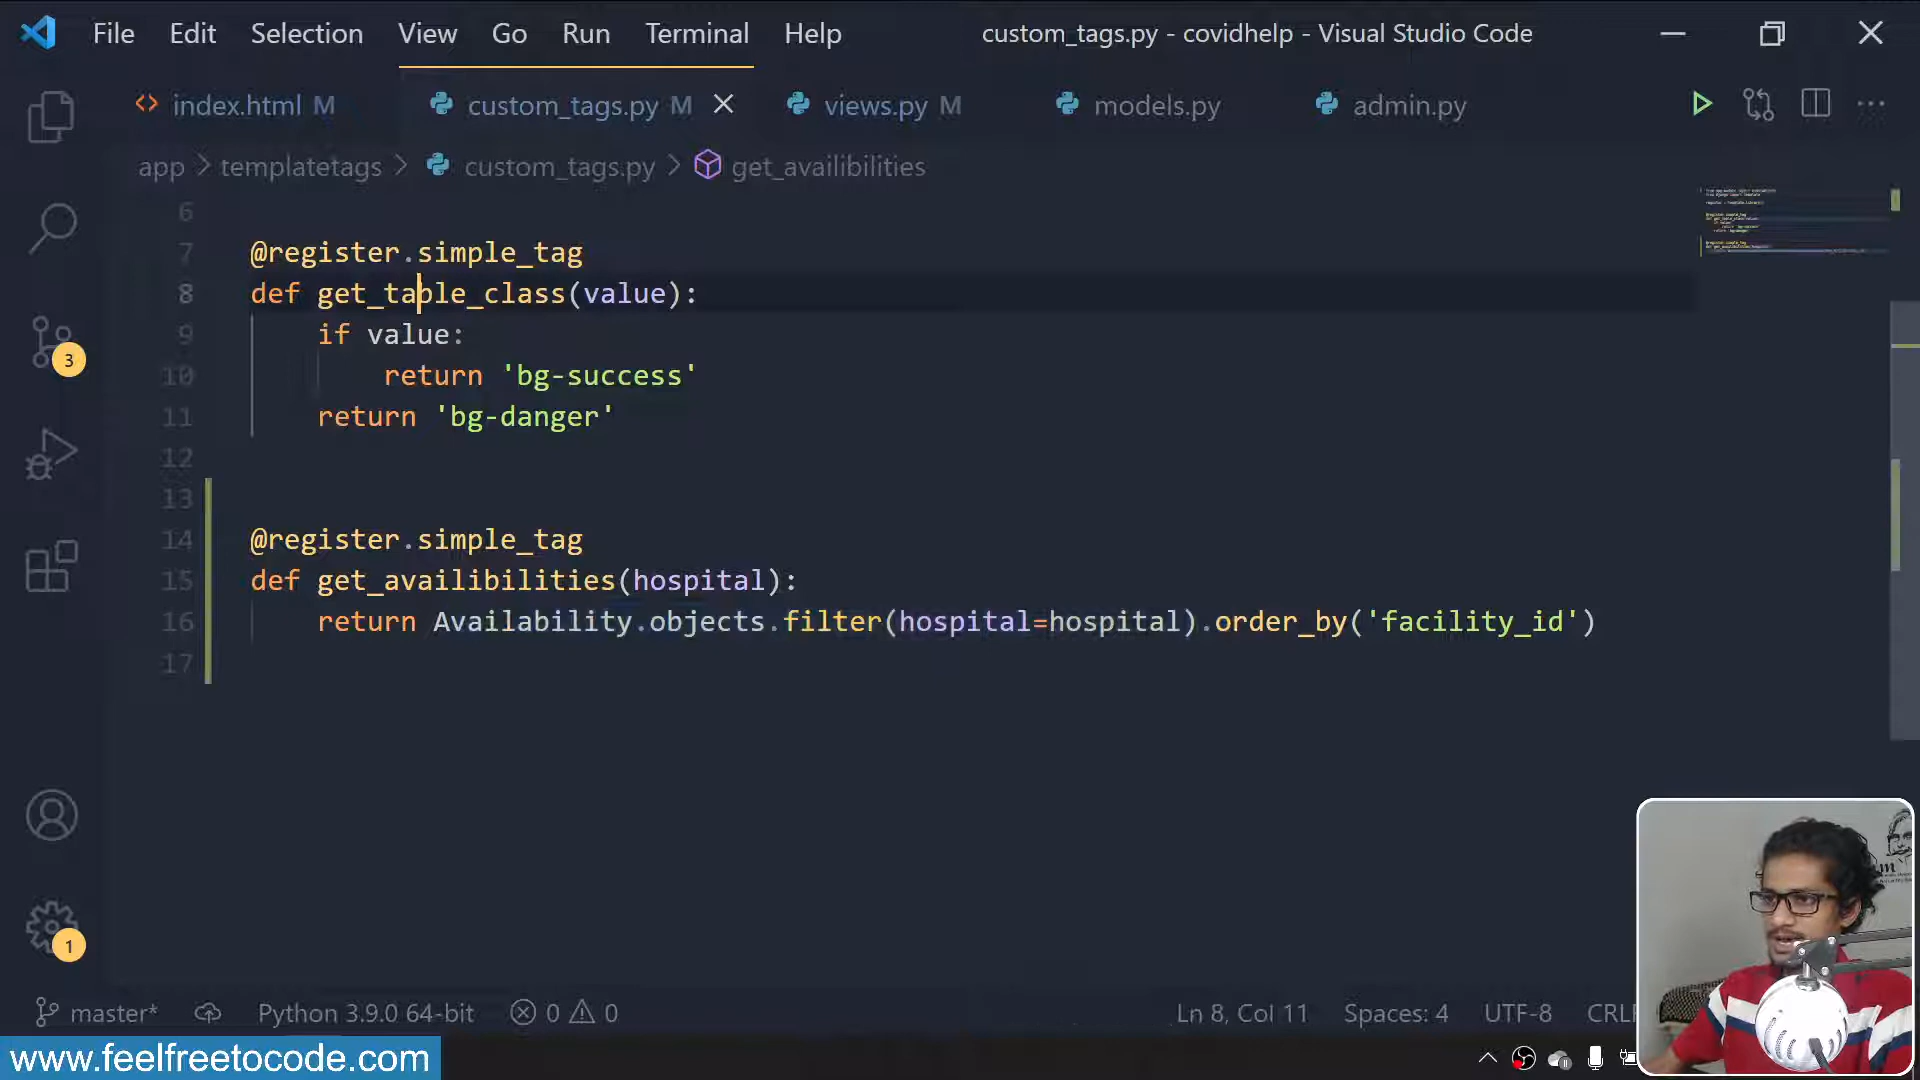 File Edit Selection View Go Run Terminal Help
custom_tags.py - covidhelp - Visual Studio Code
index.html M
custom_tags.py M
views.py M
models.py
admin.py
app > templatetags > custom_tags.py > get_availibilities
6
7 @register.simple_tag
8 def get_table_class(value):
9 if value:
10 return 'bg-success'
11 return 'bg-danger'
12
13
14 @register.simple_tag
15 def get_availibilities(hospital):
16 return Availability.objects.filter(hospital=hospital).order_by('facility_id')
17
3
1
master* Python 3.9.0 64-bit 0 0 Ln 8, Col 11 Spaces: 4 UTF-8
www.feelfreetocode.com